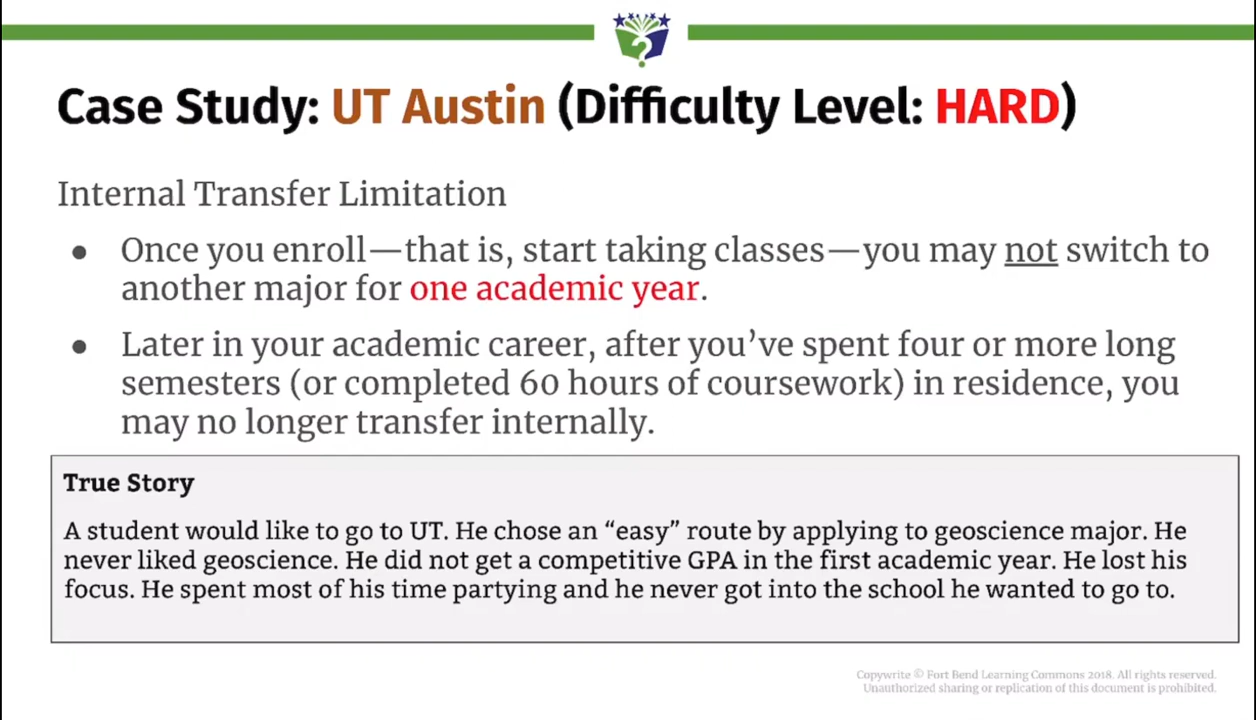 Case Study: UT Austin (Difficulty Level: HARD)
Internal Transfer Limitation
● Once you enroll—that is, start taking classes—you may not switch to
another major for one academic year.
● Later in your academic career, after you’ve spent four or more long
semesters (or completed 60 hours of coursework) in residence, you
may no longer transfer internally.
True Story
A student would like to go to UT. He chose an “easy” route by applying to geoscience major. He
never liked geoscience. He did not get a competitive GPA in the first academic year. He lost his
focus. He spent most of his time partying and he never got into the school he wanted to go to.
Copywrite © Fort Bend Learning Commons 2018. All rights reserved.
Unauthorized sharing or replication of this document is prohibited.